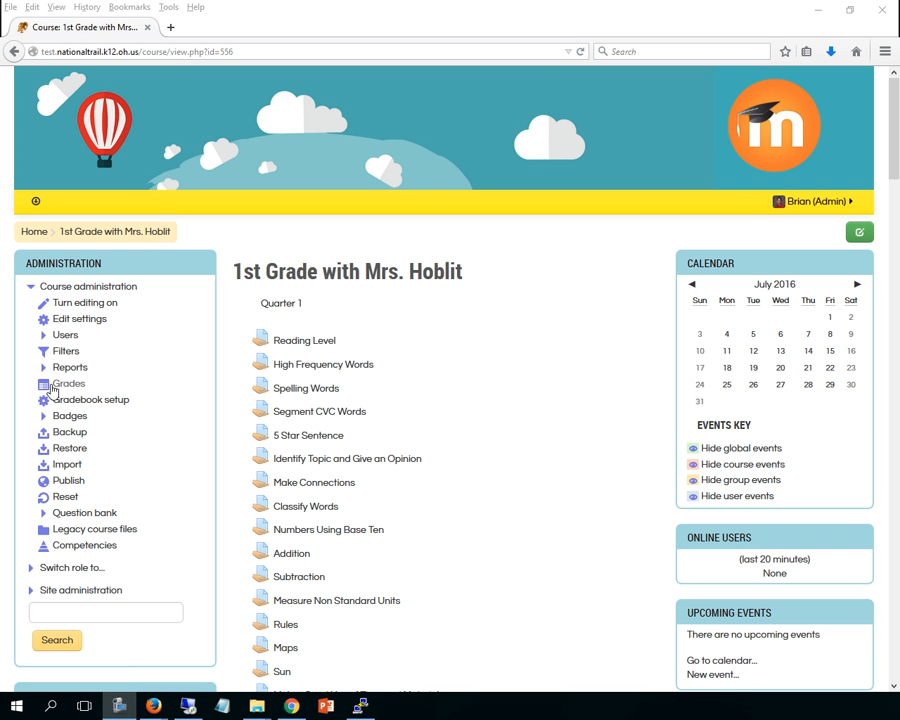 File Edit View History Bookmarks Tools Help
Course: 1st Grade with Mrs...
test.nationaltrail.k12.oh.us/course/view.php?id=556
Search
m
Brian (Admin)
Home 1st Grade with Mrs. Hoblit
ADMINISTRATION
Course administration
Turn editing on
Edit settings
Users
Filters
Reports
Grades
Gradebook setup
Badges
Backup
Restore
Import
Publish
Reset
Question bank
Legacy course files
Competencies
Switch role to...
Site administration
Search
1st Grade with Mrs. Hoblit
Quarter 1
Reading Level
High Frequency Words
Spelling Words
Segment CVC Words
5 Star Sentence
Identify Topic and Give an Opinion
Make Connections
Classify Words
Numbers Using Base Ten
Addition
Subtraction
Measure Non Standard Units
Rules
Maps
Sun
CALENDAR
July 2016
Sun Mon Tue Wed Thu Fri Sat
1 2
3 4 5 6 7 8 9
10 11 12 13 14 15 16
17 18 19 20 21 22 23
24 25 26 27 28 29 30
31
EVENTS KEY
Hide global events
Hide course events
Hide group events
Hide user events
ONLINE USERS
(last 20 minutes)
None
UPCOMING EVENTS
There are no upcoming events
Go to calendar...
New event...